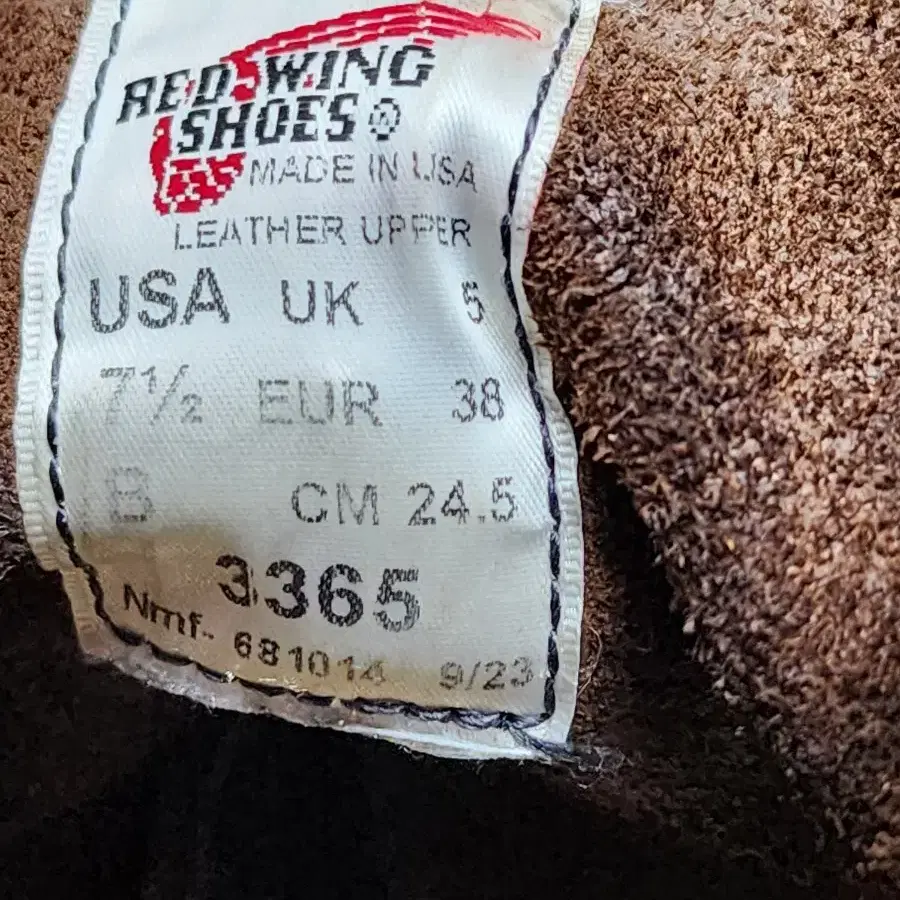 RED WING
SHOES®
MADE IN USA
LEATHER UPPER
USA UK 5
7½ EUR 38
B CM 24.5
3365
Nmf- 681014 9/23